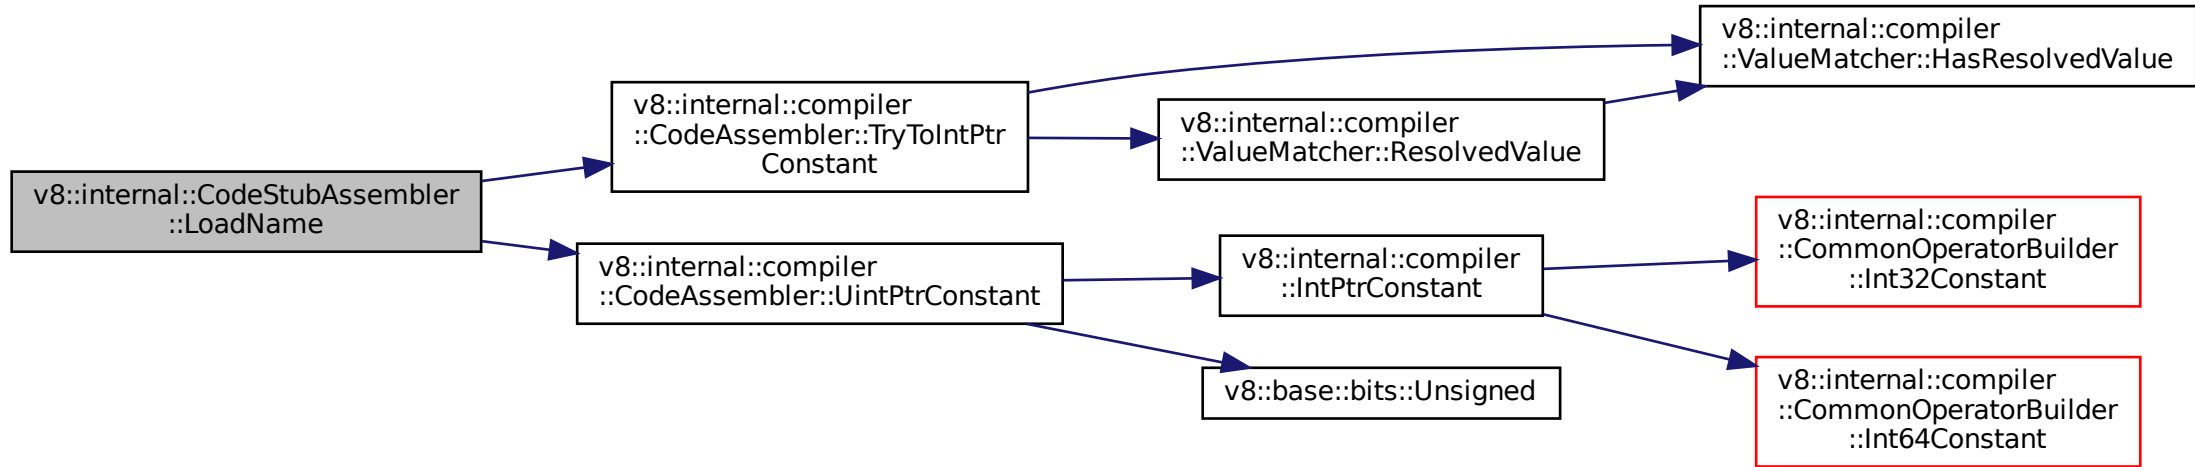 v8::internal::CodeStubAssembler
::LoadName
v8::internal::compiler
::CodeAssembler::TryToIntPtr
Constant
v8::internal::compiler
::ValueMatcher::HasResolvedValue
v8::internal::compiler
::ValueMatcher::ResolvedValue
v8::internal::compiler
::CodeAssembler::UintPtrConstant
v8::internal::compiler
::IntPtrConstant
v8::internal::compiler
::CommonOperatorBuilder
::Int32Constant
v8::internal::compiler
::CommonOperatorBuilder
::Int64Constant
v8::base::bits::Unsigned